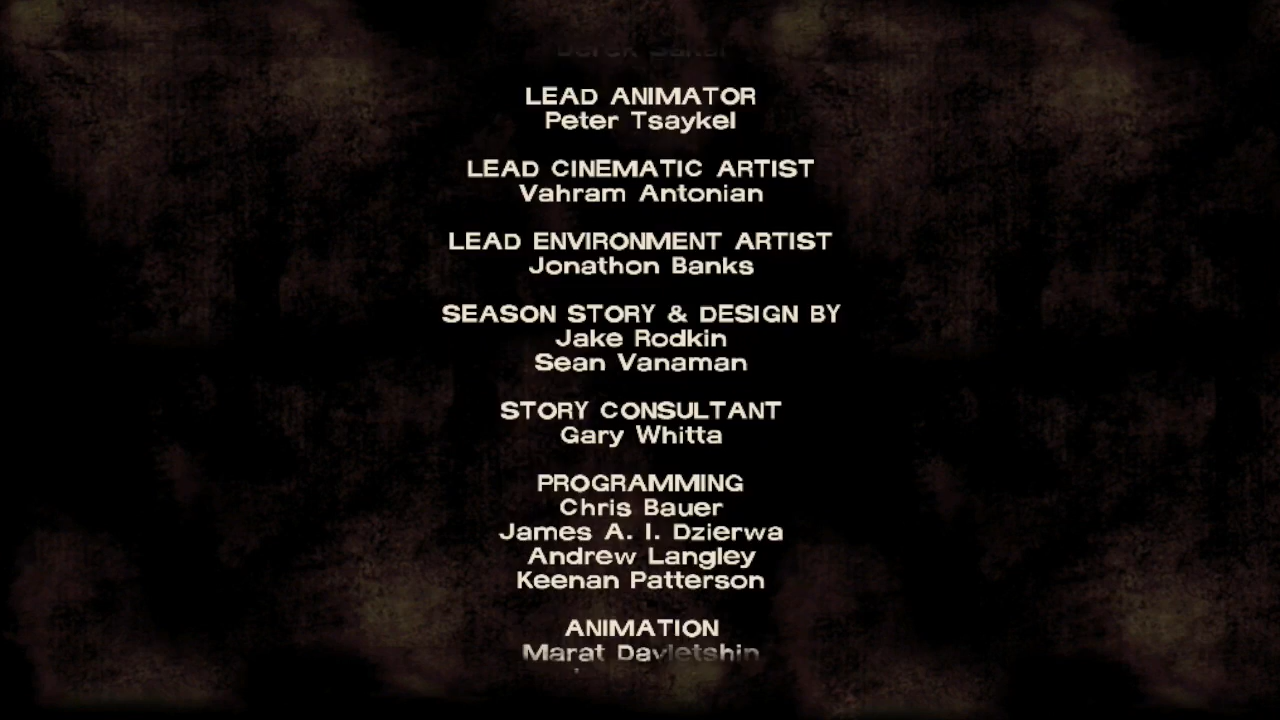 LEAD ANIMATOR
Peter Tsaykel
LEAD CINEMATIC ARTIST
Vahram Antonian
LEAD ENVIRONMENT ARTIST
Jonathon Banks
SEASON STORY & DESIGN BY
Jake Rodkin
Sean Vanaman
STORY CONSULTANT
Gary Whitta
PROGRAMMING
Chris Bauer
James A. I. Dzierwa
Andrew Langley
Keenan Patterson
ANIMATION
Marat Davletshin